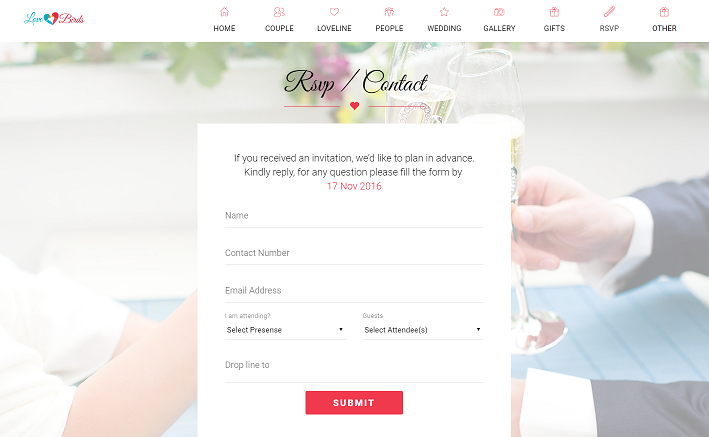 Love Birds
HOME COUPLE LOVELINE PEOPLE WEDDING GALLERY GIFTS RSVP OTHER
Rsvp / Contact
If you received an invitation, we'd like to plan in advance.
Kindly reply, for any question please fill the form by
17 Nov 2016
Name
Contact Number
Email Address
I am attending? Guests
Select Presense Select Attendee(s)
Drop line to
SUBMIT